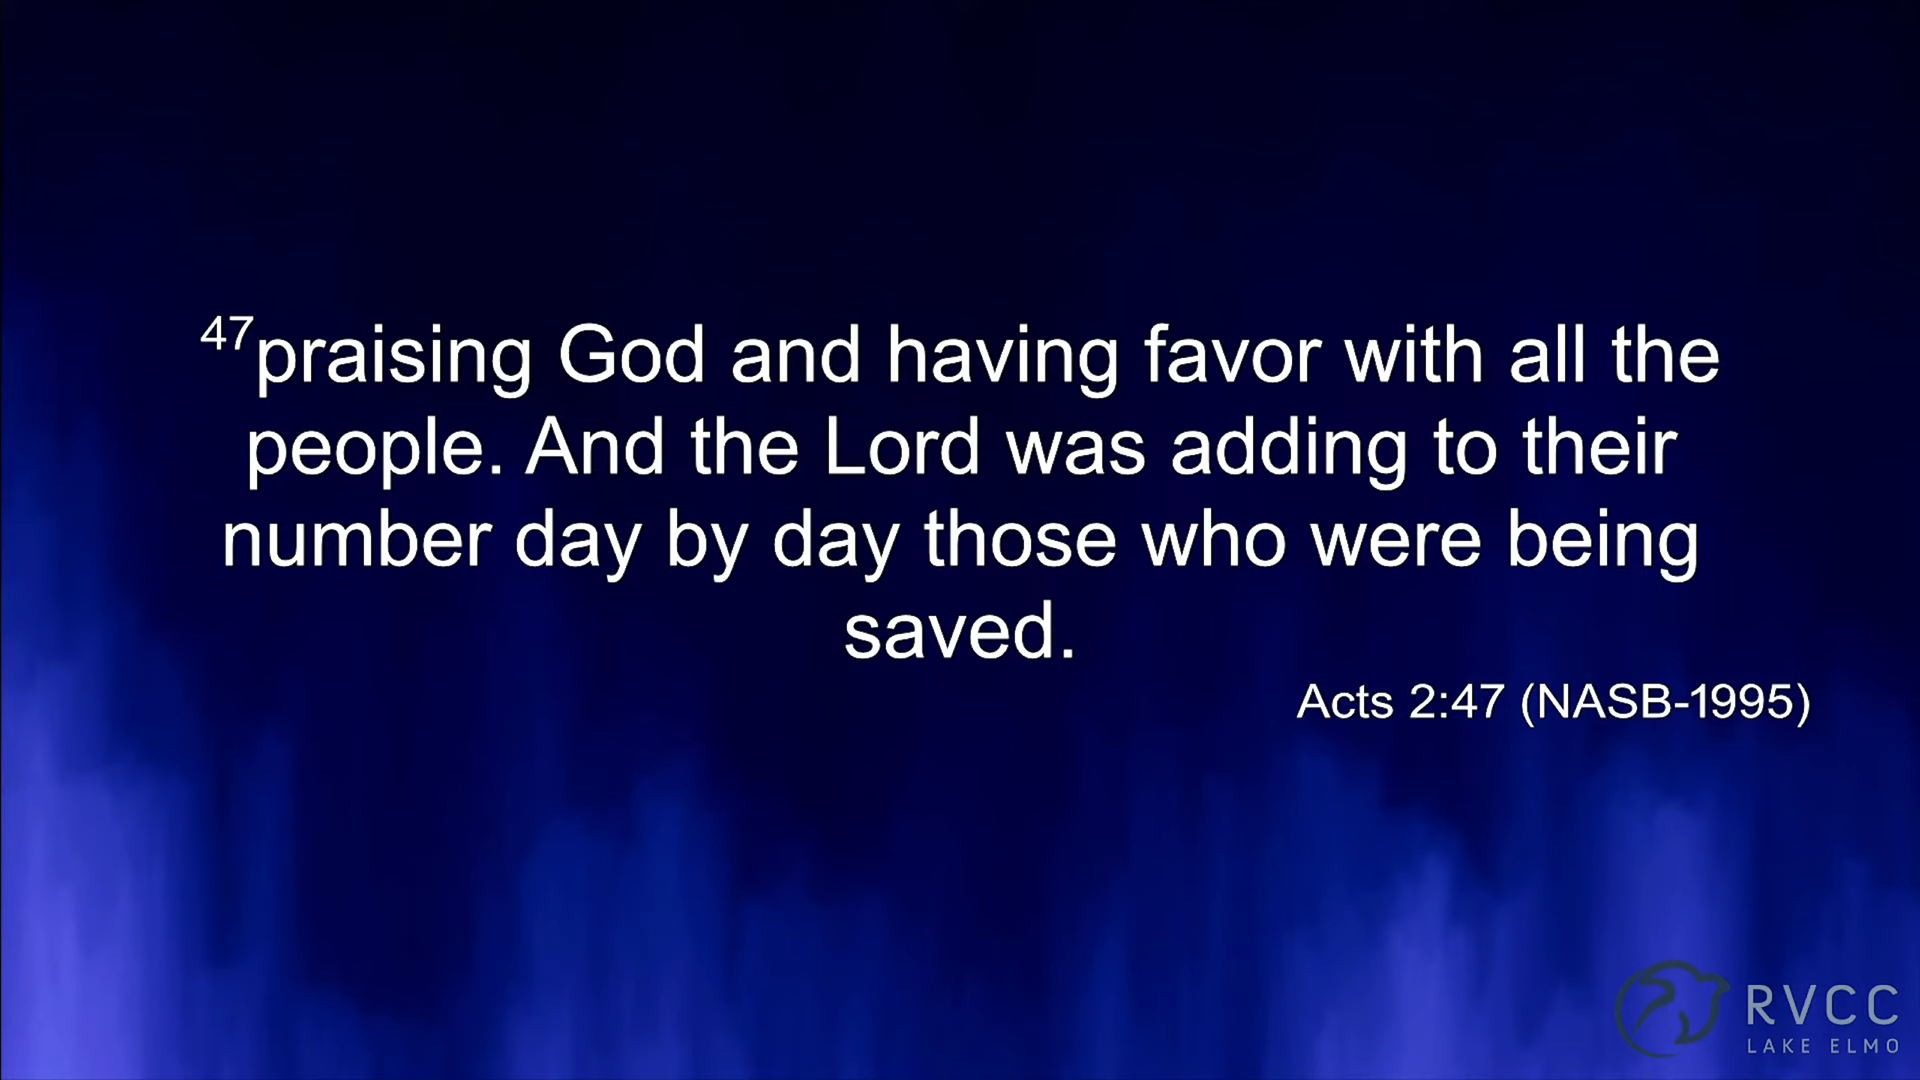 47praising God and having favor with all the
people. And the Lord was adding to their
number day by day those who were being
saved.
Acts 2:47 (NASB-1995)
RVCC
LAKE ELMO